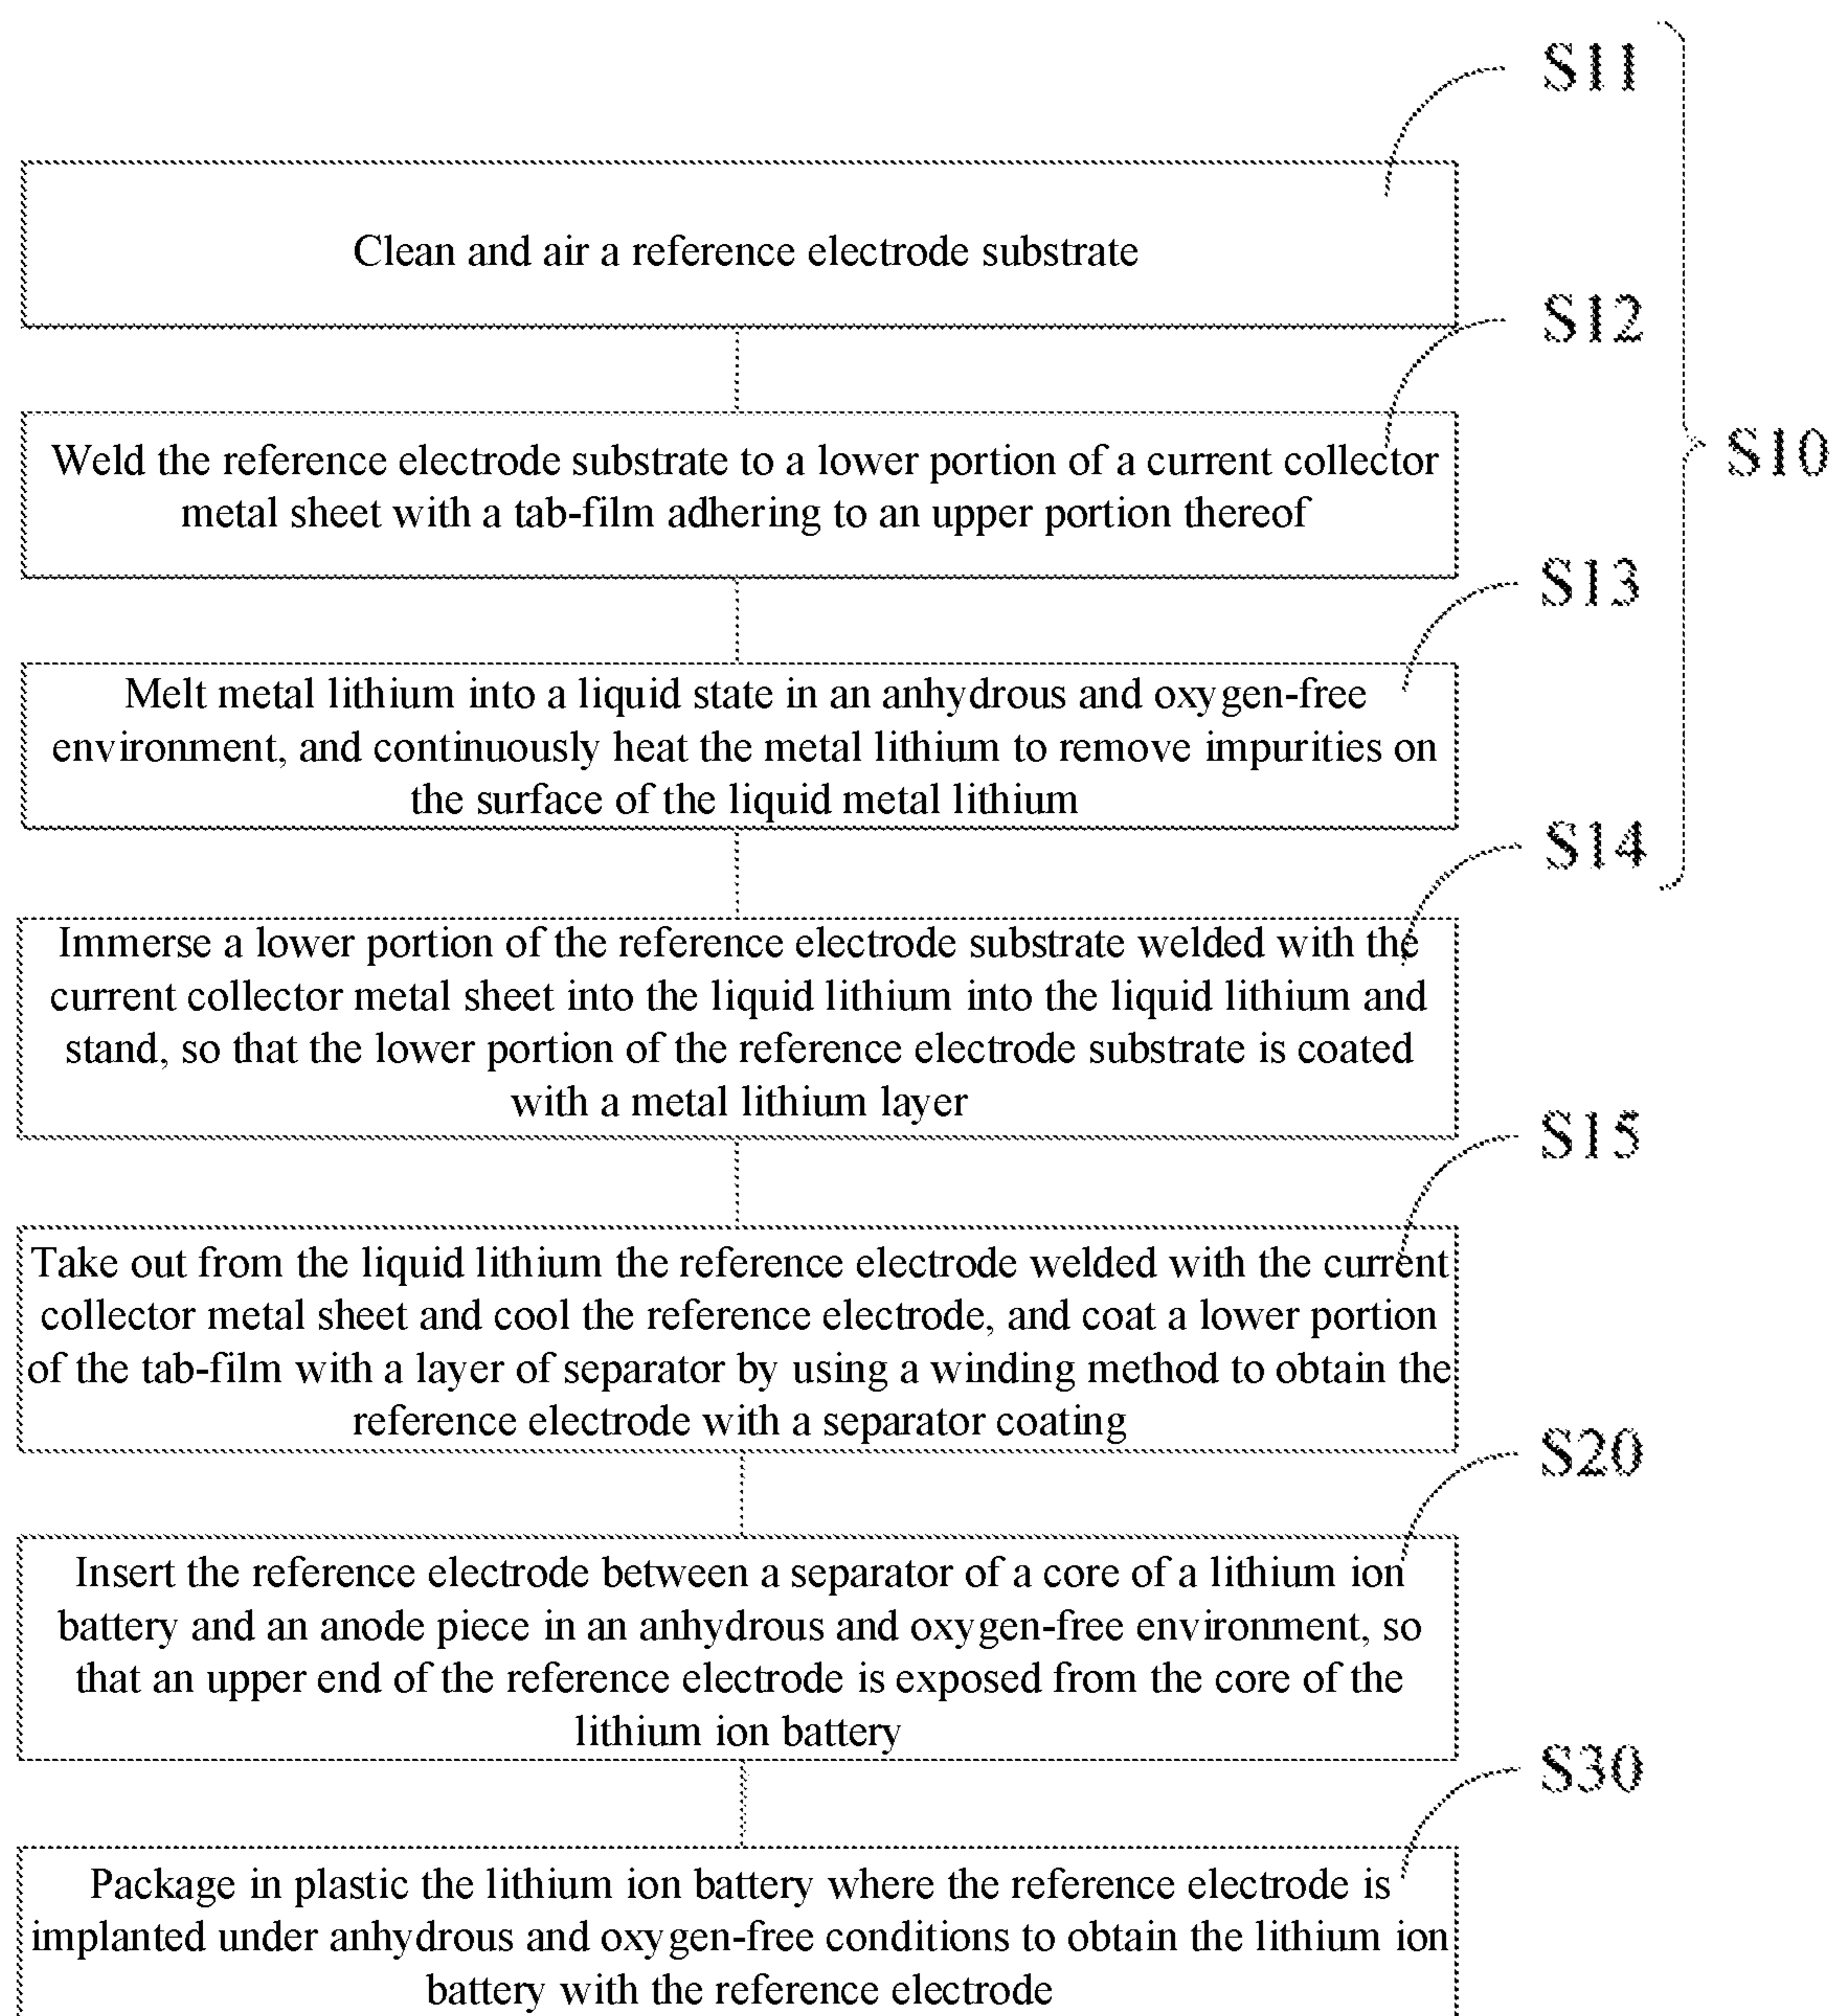 S11
Clean and air a reference electrode substrate
S12
Weld the reference electrode substrate to a lower portion of a current collector
metal sheet with a tab-film adhering to an upper portion thereof
S10
S13
Melt metal lithium into a liquid state in an anhydrous and oxygen-free
environment, and continuously heat the metal lithium to remove impurities on
the surface of the liquid metal lithium
S14
Immerse a lower portion of the reference electrode substrate welded with the
current collector metal sheet into the liquid lithium into the liquid lithium and
stand, so that the lower portion of the reference electrode substrate is coated
with a metal lithium layer
S15
Take out from the liquid lithium the reference electrode welded with the current
collector metal sheet and cool the reference electrode, and coat a lower portion
of the tab-film with a layer of separator by using a winding method to obtain the
reference electrode with a separator coating
S20
Insert the reference electrode between a separator of a core of a lithium ion
battery and an anode piece in an anhydrous and oxygen-free environment, so
that an upper end of the reference electrode is exposed from the core of the
lithium ion battery
S30
Package in plastic the lithium ion battery where the reference electrode is
implanted under anhydrous and oxygen-free conditions to obtain the lithium ion
battery with the reference electrode